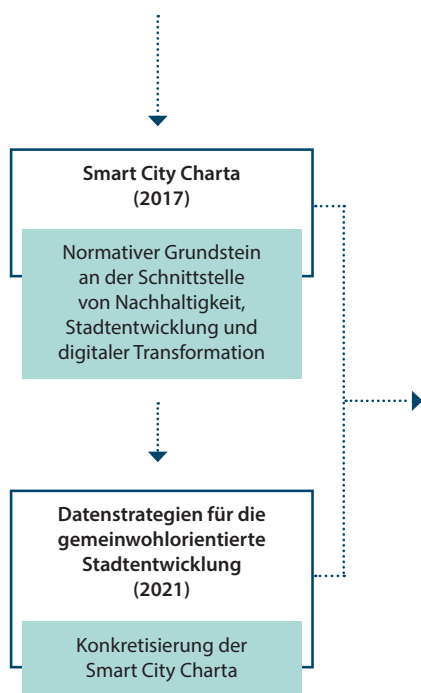 Smart City Charta
(2017)
Normativer Grundstein
an der Schnittstelle
von Nachhaltigkeit,
Stadtentwicklung und
digitaler Transformation
Datenstrategien für die
gemeinwohlorientierte
Stadtentwicklung
(2021)
Konkretisierung der
Smart City Charta